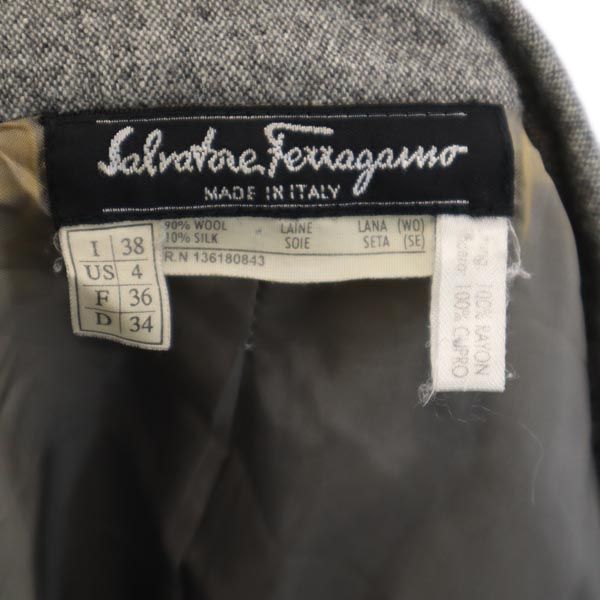 Salvatore Ferragamo
MADE IN ITALY
90% WOOL LAINE LANA (WO)
10% SILK SOIE SETA (SE)
R.N 136180843
I 38
US 4
F 36
D 34
100% RAYON
100% CUPRO